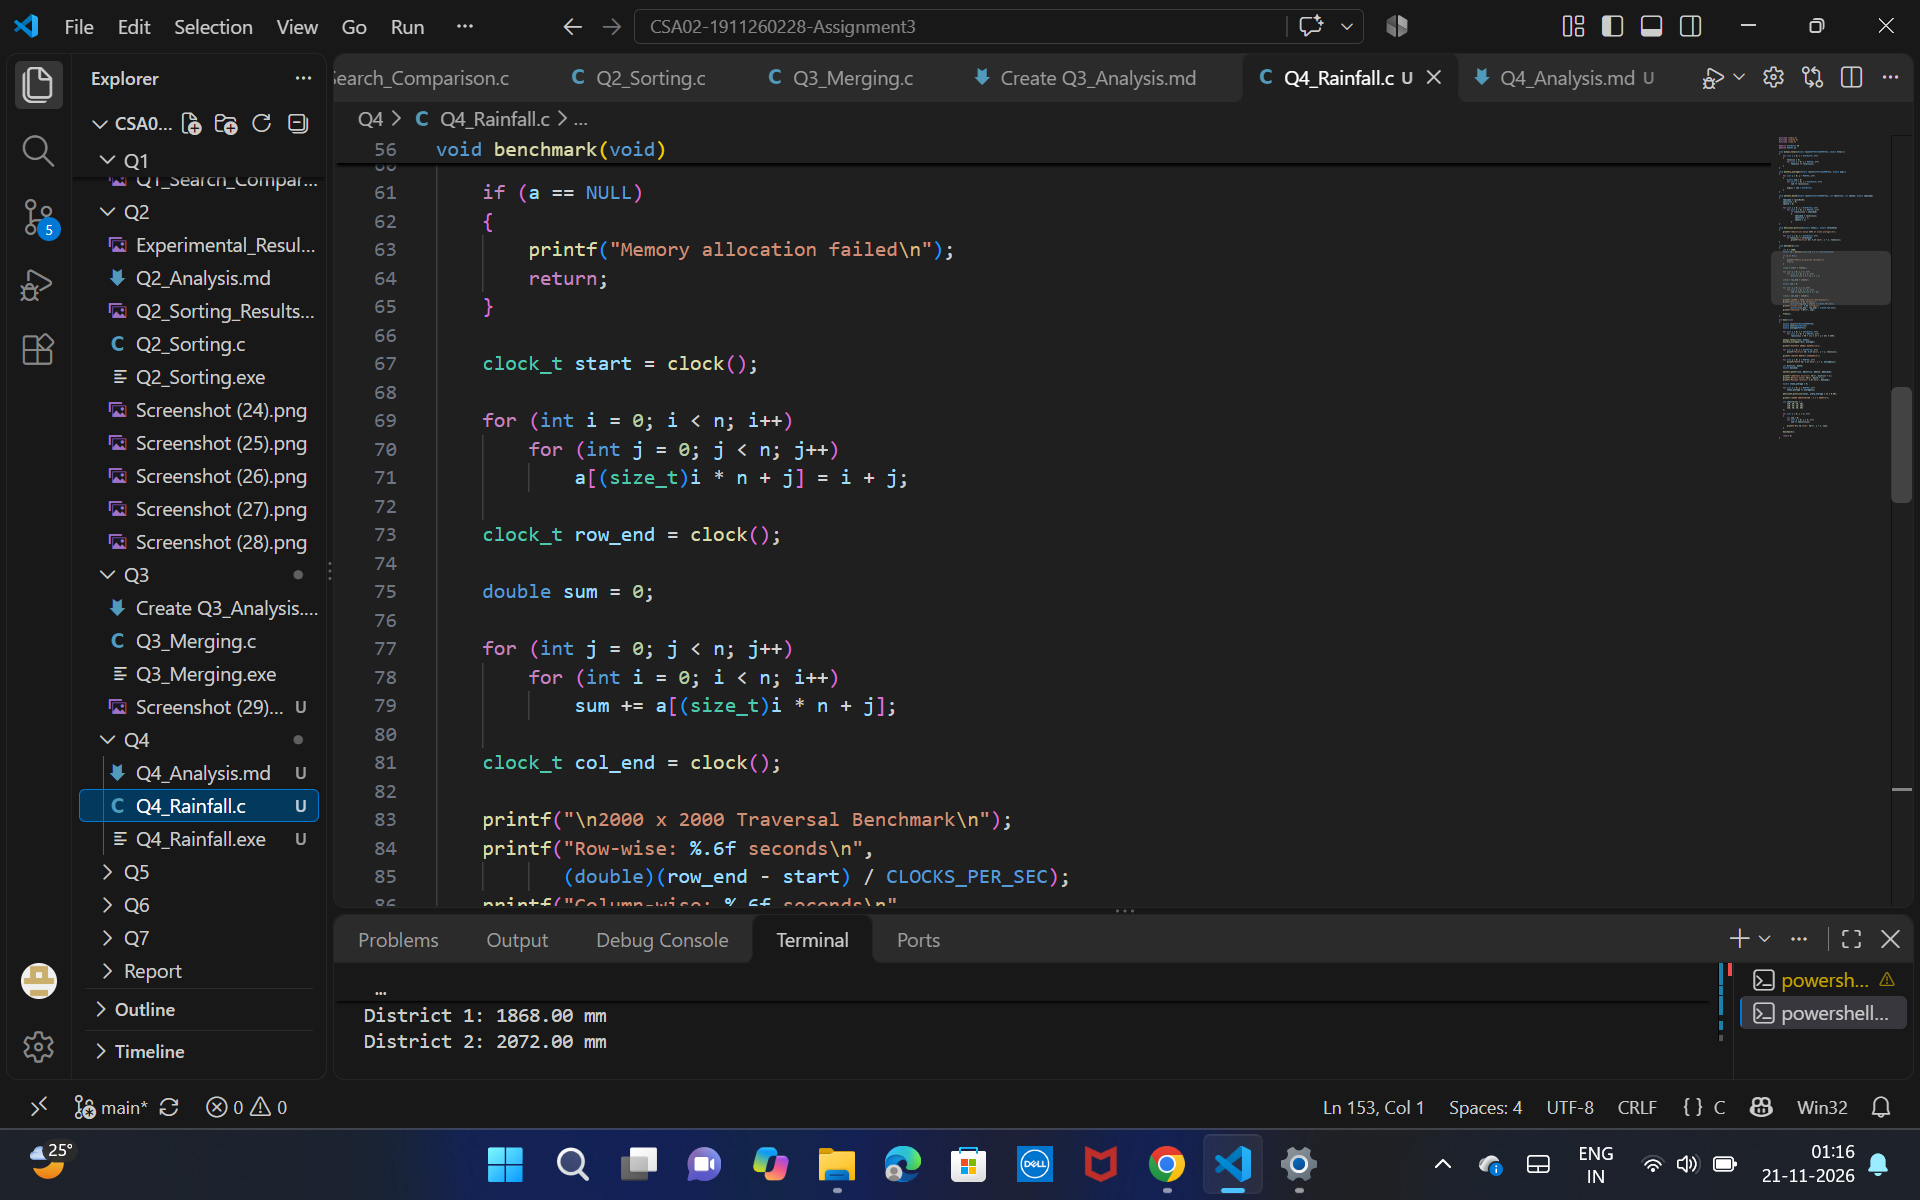 File Edit Selection View Go Run ···
CSA02-1911260228-Assignment3
Explorer
CSA0...
Q1
Q1_Search_Compar...
Q2
Experimental_Resul...
Q2_Analysis.md
Q2_Sorting_Results...
Q2_Sorting.c
Q2_Sorting.exe
Screenshot (24).png
Screenshot (25).png
Screenshot (26).png
Screenshot (27).png
Screenshot (28).png
Q3
Create Q3_Analysis....
Q3_Merging.c
Q3_Merging.exe
Screenshot (29)... U
Q4
Q4_Analysis.md U
Q4_Rainfall.c U
Q4_Rainfall.exe U
Q5
Q6
Q7
Report
Outline
Timeline
5
Search_Comparison.c Q2_Sorting.c Q3_Merging.c Create Q3_Analysis.md Q4_Rainfall.c U Q4_Analysis.md U
Q4 > C Q4_Rainfall.c > ...
56 void benchmark(void)
61 if (a == NULL)
62 {
63 printf("Memory allocation failed\n");
64 return;
65 }
66
67 clock_t start = clock();
68
69 for (int i = 0; i < n; i++)
70 for (int j = 0; j < n; j++)
71 a[(size_t)i * n + j] = i + j;
72
73 clock_t row_end = clock();
74
75 double sum = 0;
76
77 for (int j = 0; j < n; j++)
78 for (int i = 0; i < n; i++)
79 sum += a[(size_t)i * n + j];
80
81 clock_t col_end = clock();
82
83 printf("\n2000 x 2000 Traversal Benchmark\n");
84 printf("Row-wise: %.6f seconds\n",
85 (double)(row_end - start) / CLOCKS_PER_SEC);
86 printf("Column-wise: %.6f seconds\n",
Problems Output Debug Console Terminal Ports
...
District 1: 1868.00 mm
District 2: 2072.00 mm
powersh...
powershell...
main* 0 0
Ln 153, Col 1 Spaces: 4 UTF-8 CRLF { } C Win32
25°
DELL
ENG
IN
01:16
21-11-2026